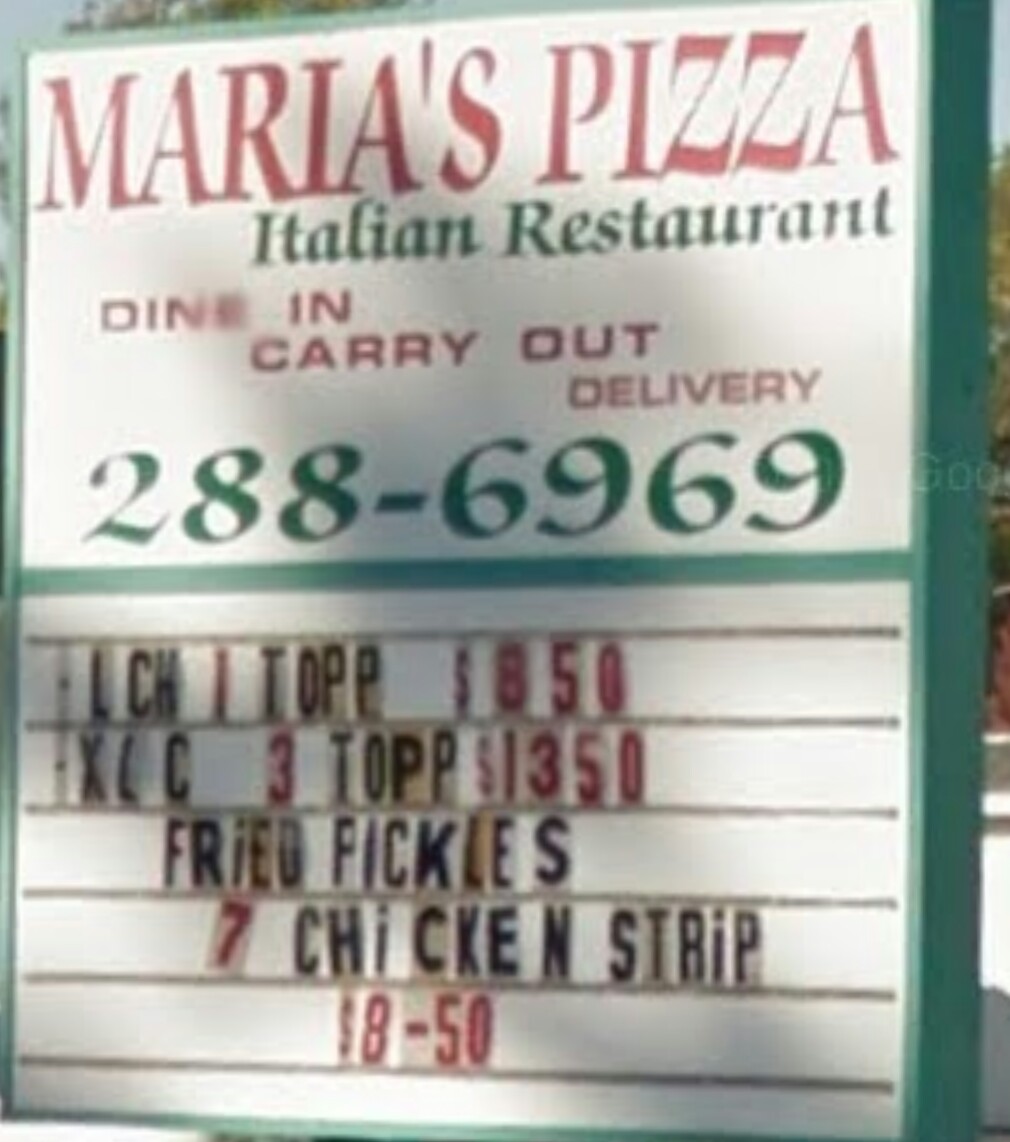 MARIA'S PIZZA
Italian Restaurant
DINE IN
CARRY OUT
DELIVERY
288-6969
LCH 1 TOPP $850
XLC 3 TOPP $1350
FRiED PICKLES
7 CHiCKEN STRiP
$8-50